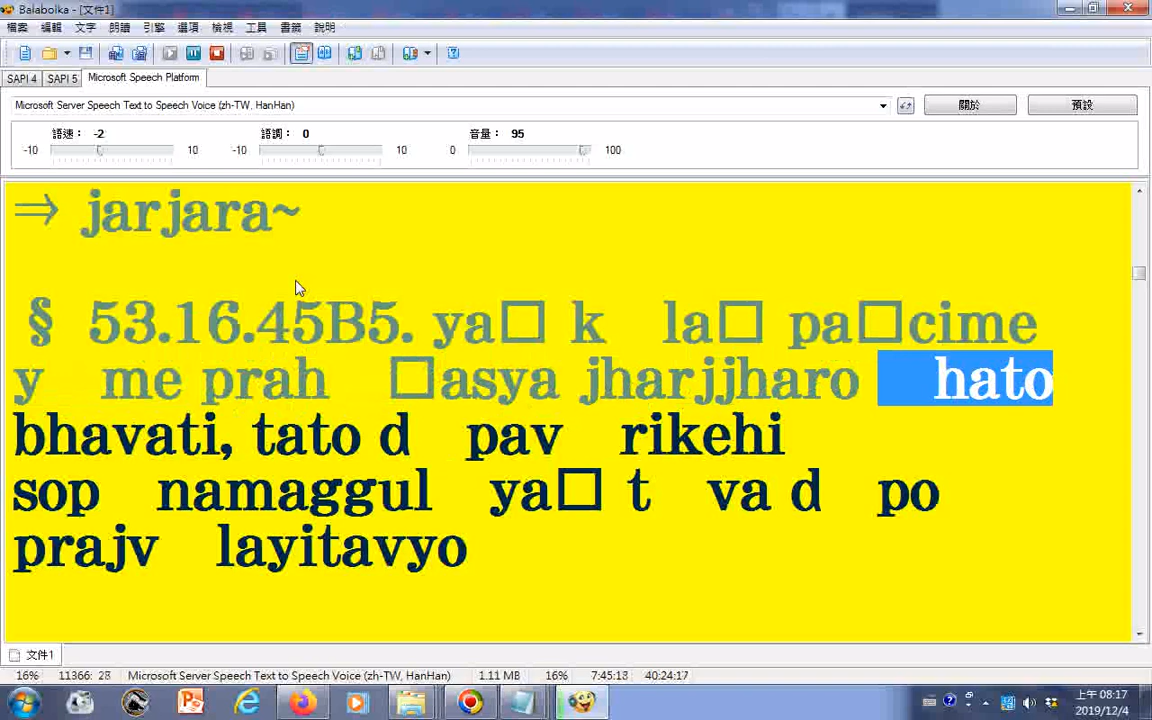 Balabolka - [文件1]
檔案 編輯 文字 朗讀 引擎 選項 檢視 工具 書籤 說明
SAPI 4 SAPI 5 Microsoft Speech Platform
Microsoft Server Speech Text to Speech Voice (zh-TW, HanHan) 關於 預設
語速： -2 語調： 0 音量： 95
-10 10 -10 10 0 100
⇒ jarjara~
§ 53.16.45B5. ya□ k la□ pa□cime
y me prah □asya jharjjharo hato
bhavati, tato d pav rikehi
sop namaggul ya□ t va d po
prajv layitavyo
文件1
16% 11366: 28 Microsoft Server Speech Text to Speech Voice (zh-TW, HanHan) 1.11 MB 16% 7:45:13 40:24:17
上午 08:17
2019/12/4